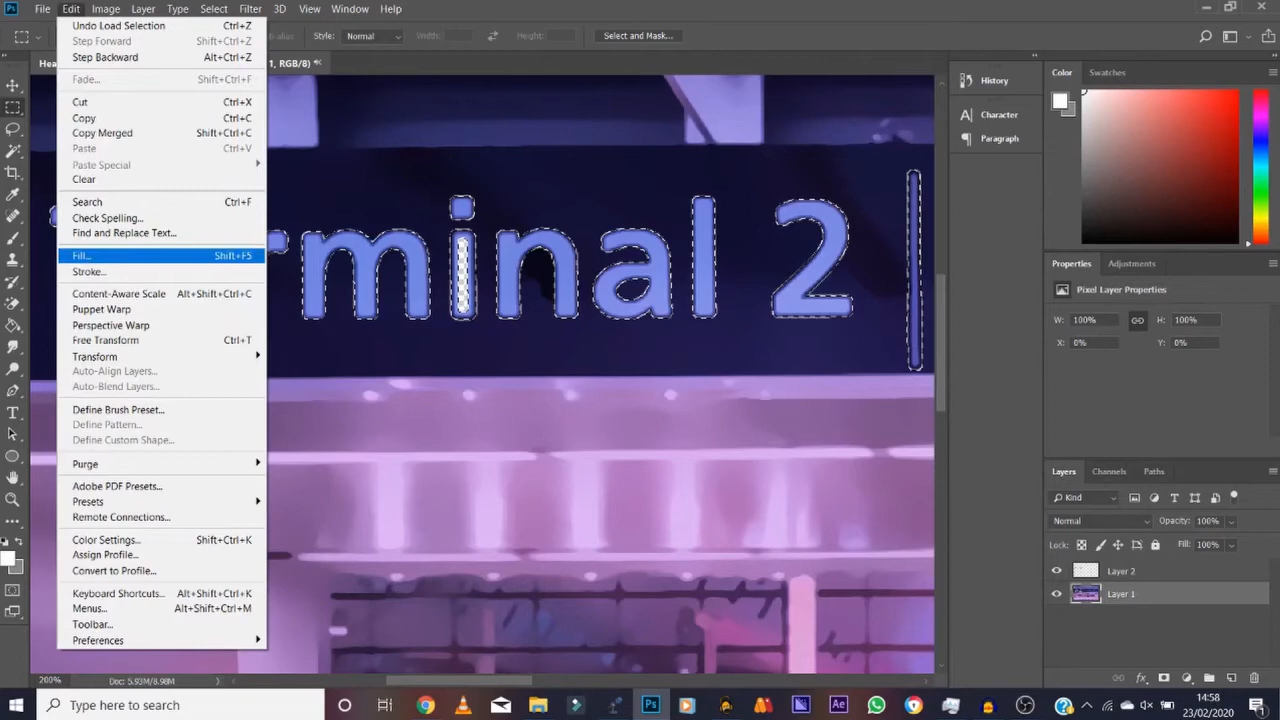 Ps File Edit Image Layer Type Select Filter 3D View Window Help
Style: Normal Width: Height: Select and Mask...
Hea 1, RGB/8)
Undo Load Selection Ctrl+Z
Step Forward Shift+Ctrl+Z
Step Backward Alt+Ctrl+Z
Fade... Shift+Ctrl+F
Cut Ctrl+X
Copy Ctrl+C
Copy Merged Shift+Ctrl+C
Paste Ctrl+V
Paste Special
Clear
Search Ctrl+F
Check Spelling...
Find and Replace Text...
Fill... Shift+F5
Stroke...
Content-Aware Scale Alt+Shift+Ctrl+C
Puppet Warp
Perspective Warp
Free Transform Ctrl+T
Transform
Auto-Align Layers...
Auto-Blend Layers...
Define Brush Preset...
Define Pattern...
Define Custom Shape...
Purge
Adobe PDF Presets...
Presets
Remote Connections...
Color Settings... Shift+Ctrl+K
Assign Profile...
Convert to Profile...
Keyboard Shortcuts... Alt+Shift+Ctrl+K
Menus... Alt+Shift+Ctrl+M
Toolbar...
Preferences
rminal 2
History
Character
Paragraph
Color Swatches
Properties Adjustments
Pixel Layer Properties
W: 100% H: 100%
X: 0% Y: 0%
Layers Channels Paths
Kind
Normal Opacity: 100%
Lock: Fill: 100%
Layer 2
Layer 1
200% Doc: 5.93M/8.98M
Type here to search
14:58
23/02/2020